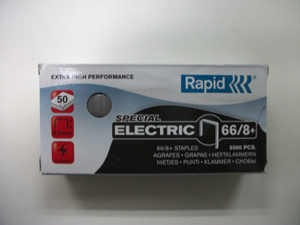 EXTRA HIGH PERFORMANCE
Rapid
50
SPECIAL
ELECTRIC
66/8+
66/8+ STAPLES
5000 PCS.
AGRAFES • GRAPAS • HEFTKLAMMERN
NIETJES • PUNTI • KLAMMER • СКОБЫ